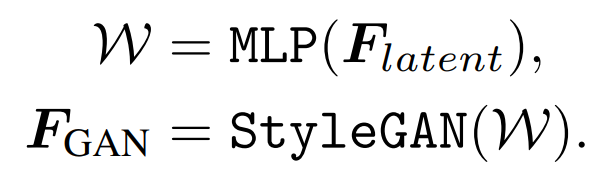 𝒲 = MLP(𝑭_latent),
𝑭_GAN = StyleGAN(𝒲).